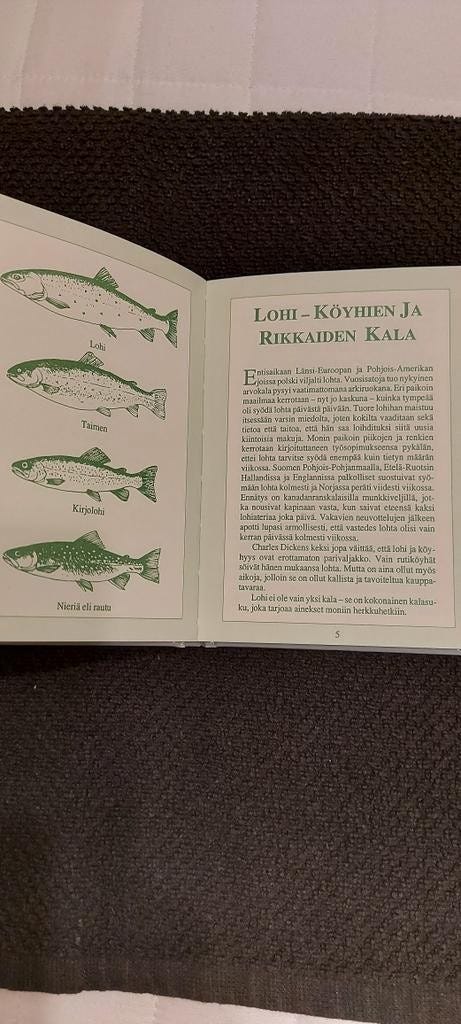 Lohi
Taimen
Kirjolohi
Nieriä eli rautu
LOHI – KÖYHIEN JA
RIKKAIDEN KALA
Entisaikaan Länsi-Euroopan ja Pohjois-Amerikan
joissa polski viljalti lohta. Vuosisatoja tuo nykyinen
arvokala pysyi vaatimattomana arkiruokana. Eri paikoin
maailmaa kerrotaan – nyt jo kaskuna – kuinka tympeää
oli syödä lohta päivästä päivään. Tuore lohihan maistuu
itsessään varsin miedolta, joten kokilta vaaditaan sekä
tietoa että taitoa, että hän saa loihdituksi siitä uusia
kiintoisia makuja. Monin paikoin piikojen ja renkien
kerrotaan kirjoituttaneen työsopimukseensa pykälän,
ettei lohta tarvitse syödä enempää kuin tietyn määrän
viikossa. Suomen Pohjois-Pohjanmaalla, Etelä-Ruotsin
Hallandissa ja Englannissa palkolliset suostuivat syö-
mään lohta kolmesti ja Norjassa peräti viidesti viikossa.
Ennätys on kanadanranskalaisilla munkkiveljillä, jot-
ka nousivat kapinaan vasta, kun saivat eteensä kaksi
lohiateriaa joka päivä. Vakavien neuvottelujen jälkeen
apotti lupasi armollisesti, että vastedes lohta olisi vain
kerran päivässä kolmesti viikossa.
Charles Dickens keksi jopa väittää, että lohi ja köy-
hyys ovat erottamaton parivaljakko. Vain rutiköyhät
söivät hänen mukaansa lohta. Mutta on aina ollut myös
aikoja, jolloin se on ollut kallista ja tavoiteltua kauppa-
tavaraa.
Lohi ei ole vain yksi kala – se on kokonainen kalasu-
ku, joka tarjoaa ainekset moniin herkkuhetkiin.
5